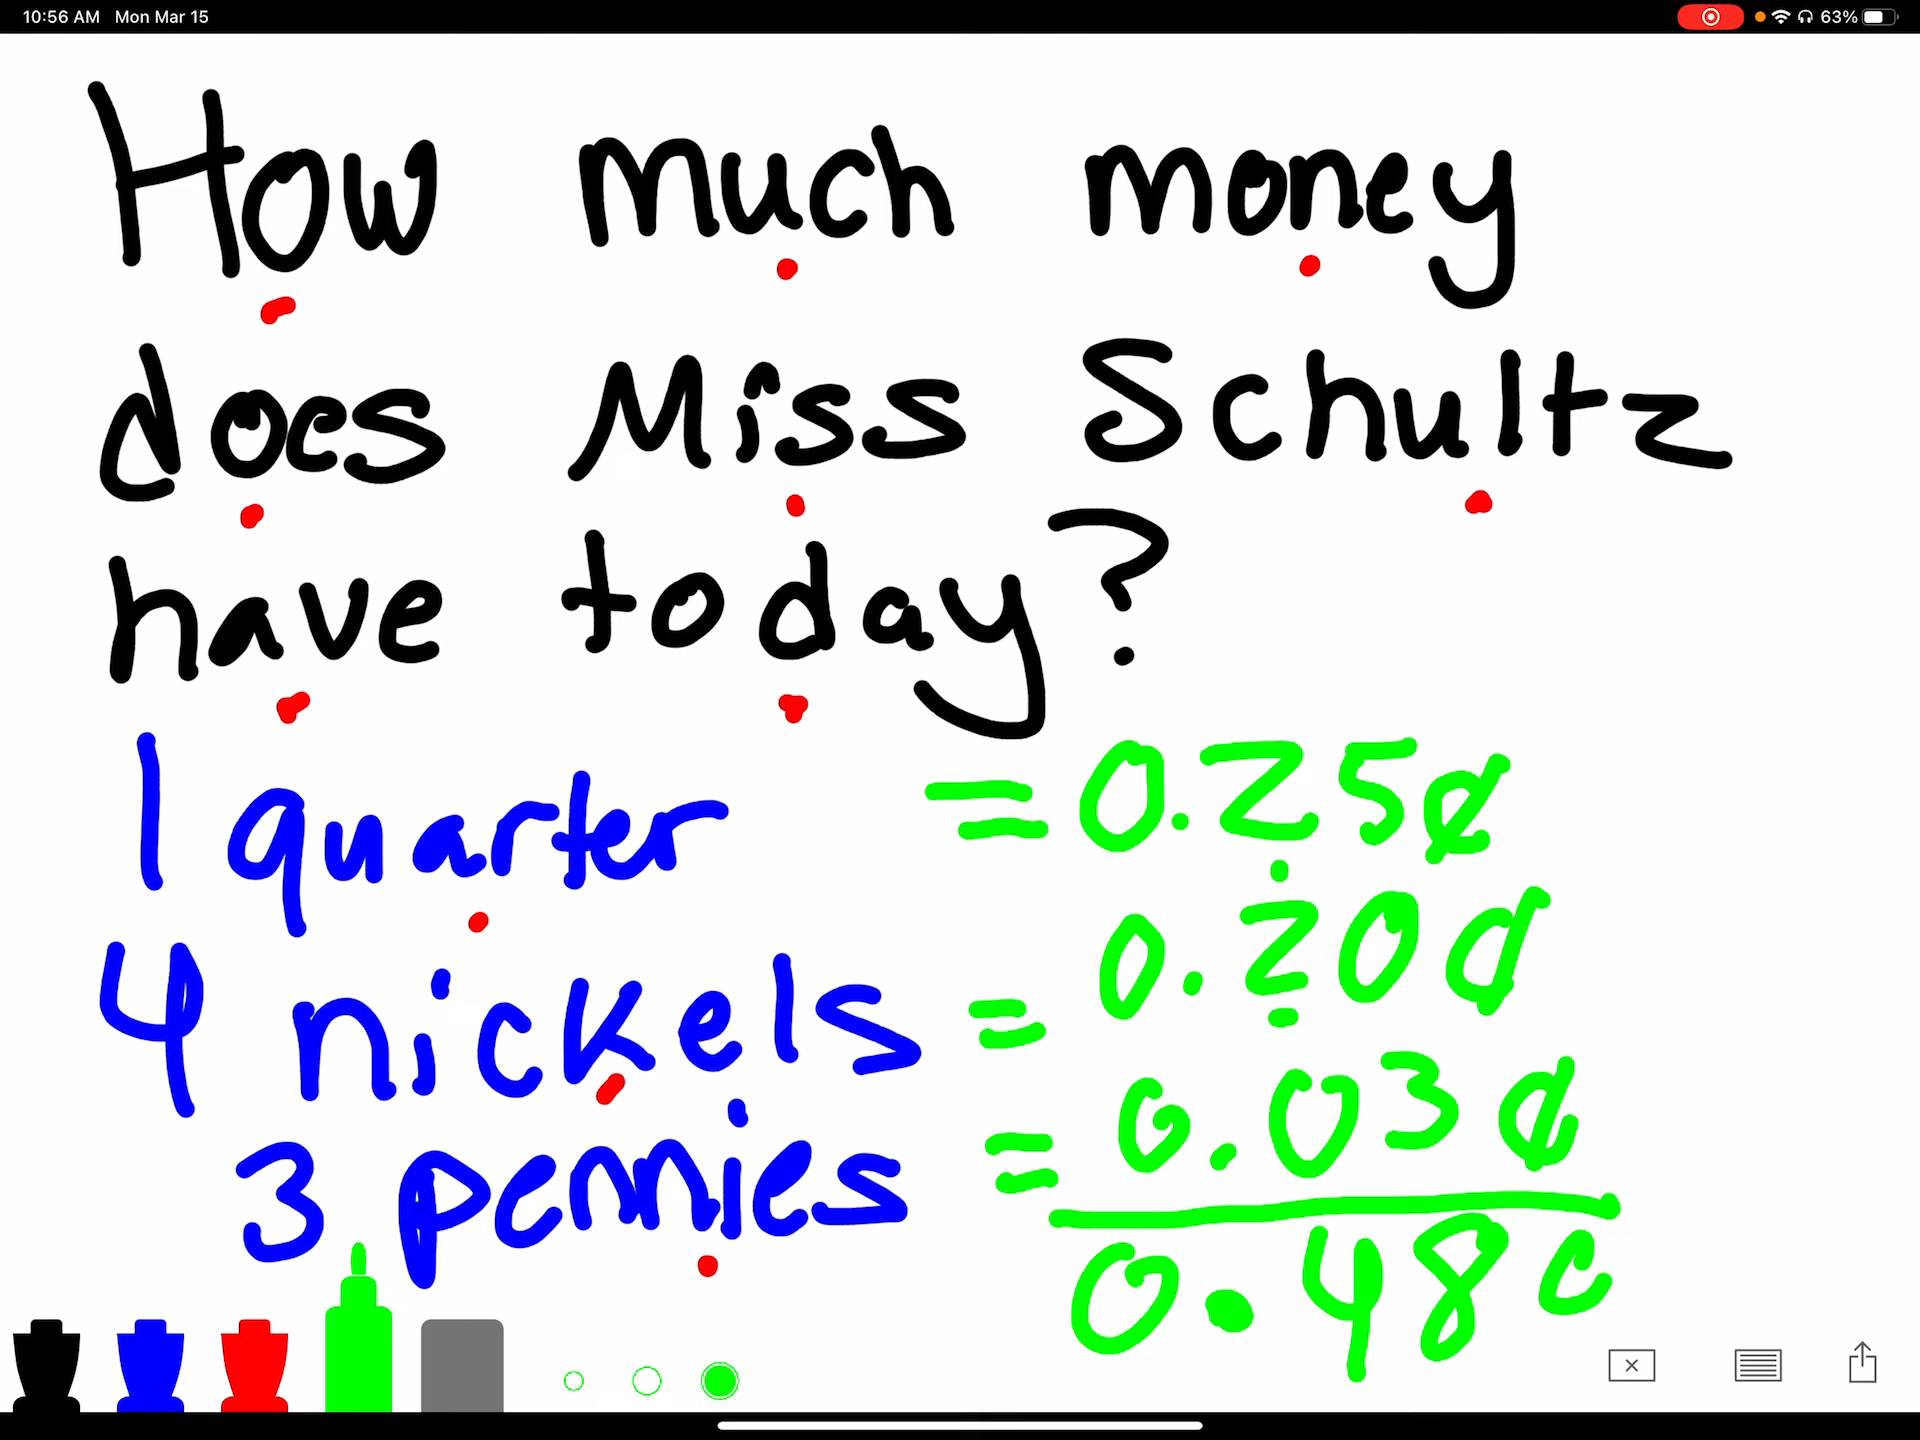 10:56 AM Mon Mar 15 63%
How much money
does Miss Schultz
have today?
1 quarter = 0.25¢
4 nickels = 0.20¢
3 pennies = 0.03¢
0.48c